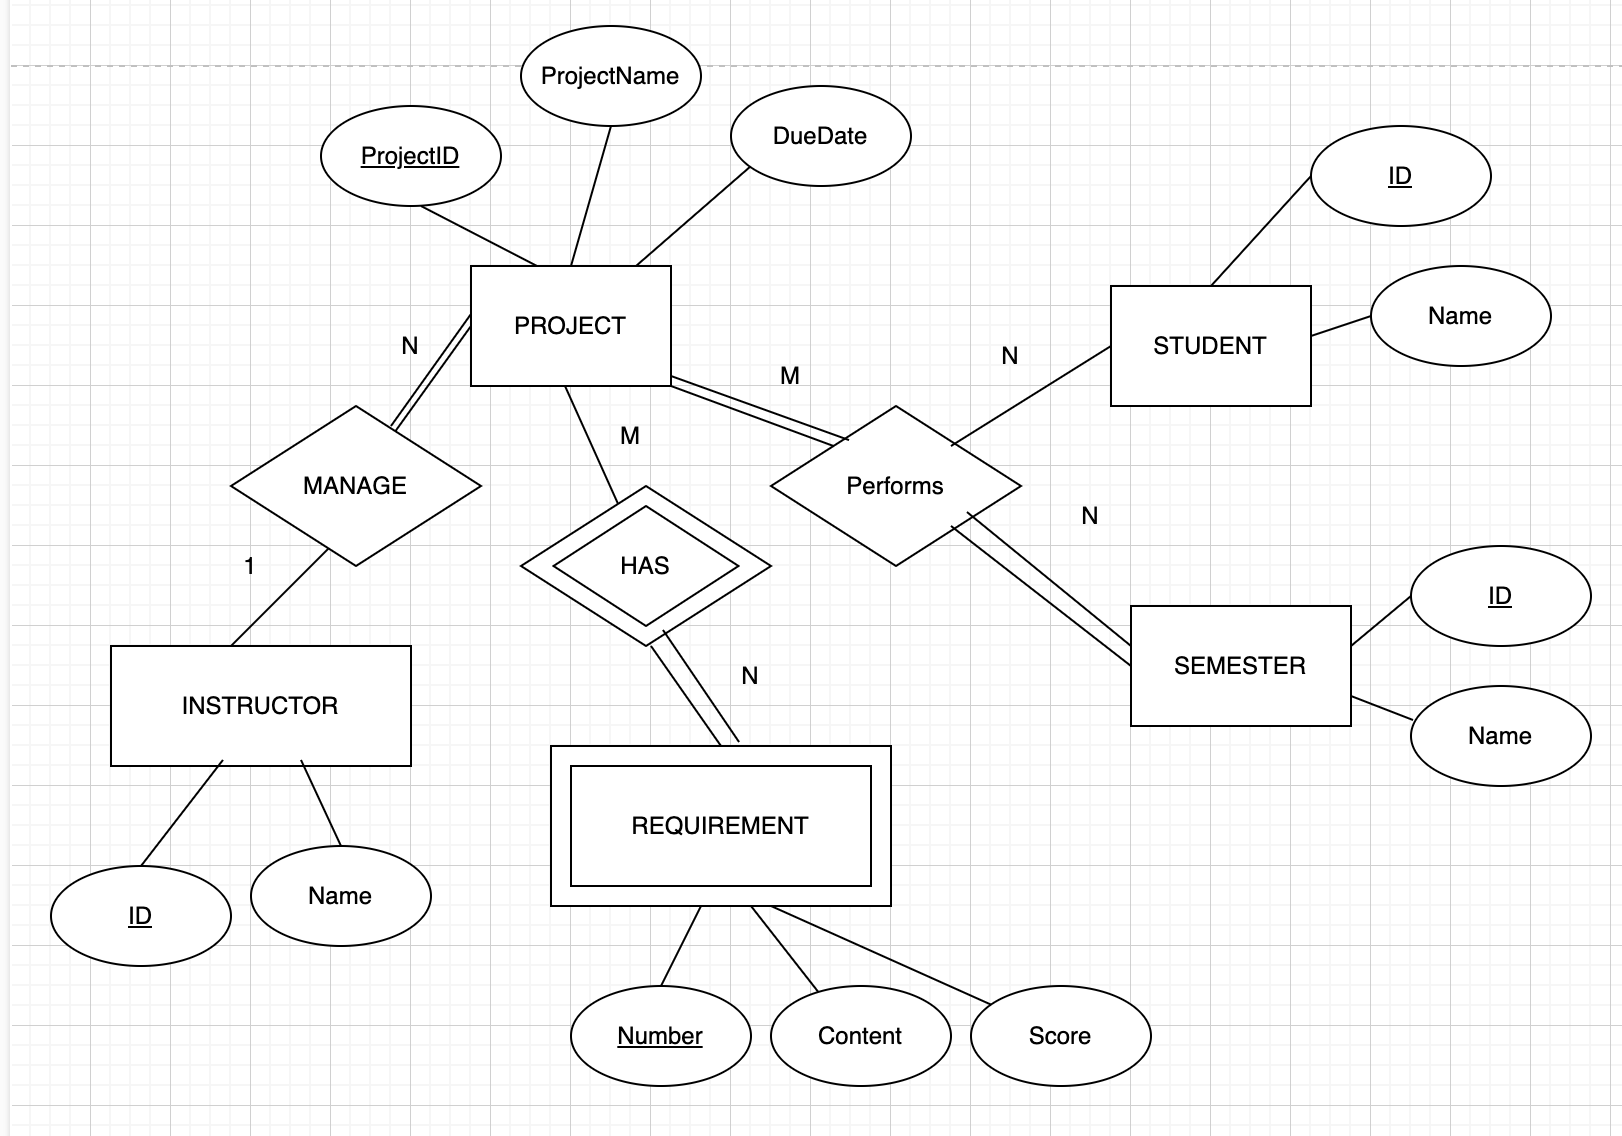 ProjectName
DueDate
ProjectID
ID
Name
PROJECT
STUDENT
N
M
N
M
MANAGE
Performs
N
1
HAS
ID
N
SEMESTER
INSTRUCTOR
Name
REQUIREMENT
Name
ID
Number
Content
Score